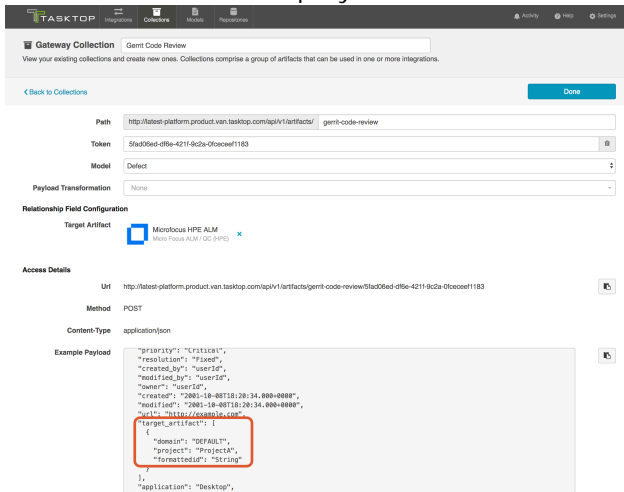 TASKTOP
Integrations
Collections
Models
Repositories
Activity
Help
Settings
Gateway Collection
Gerrit Code Review
View your existing collections and create new ones. Collections comprise a group of artifacts that can be used in one or more integrations.
Back to Collections
Done
Path
http://latest-platform.product.van.tasktop.com/api/v1/artifacts/
gerrit-code-review
Token
5fad06ed-df6e-421f-9c2a-0fceceef1183
Model
Defect
Payload Transformation
None
Relationship Field Configuration
Target Artifact
Microfocus HPE ALM
Micro Focus ALM / QC (HPE)
Access Details
Url
http://latest-platform.product.van.tasktop.com/api/v1/artifacts/gerrit-code-review/5fad06ed-df6e-421f-9c2a-0fceceef1183
Method
POST
Content-Type
application/json
Example Payload
"priority": "Critical",
"resolution": "Fixed",
"created_by": "userId",
"modified_by": "userId",
"owner": "userId",
"created": "2001-10-08T18:20:34.000+0000",
"modified": "2001-10-08T18:20:34.000+0000",
"url": "http://example.com",
"target_artifact": [
{
"domain": "DEFAULT",
"project": "ProjectA",
"formattedid": "String"
}
],
"application": "Desktop",